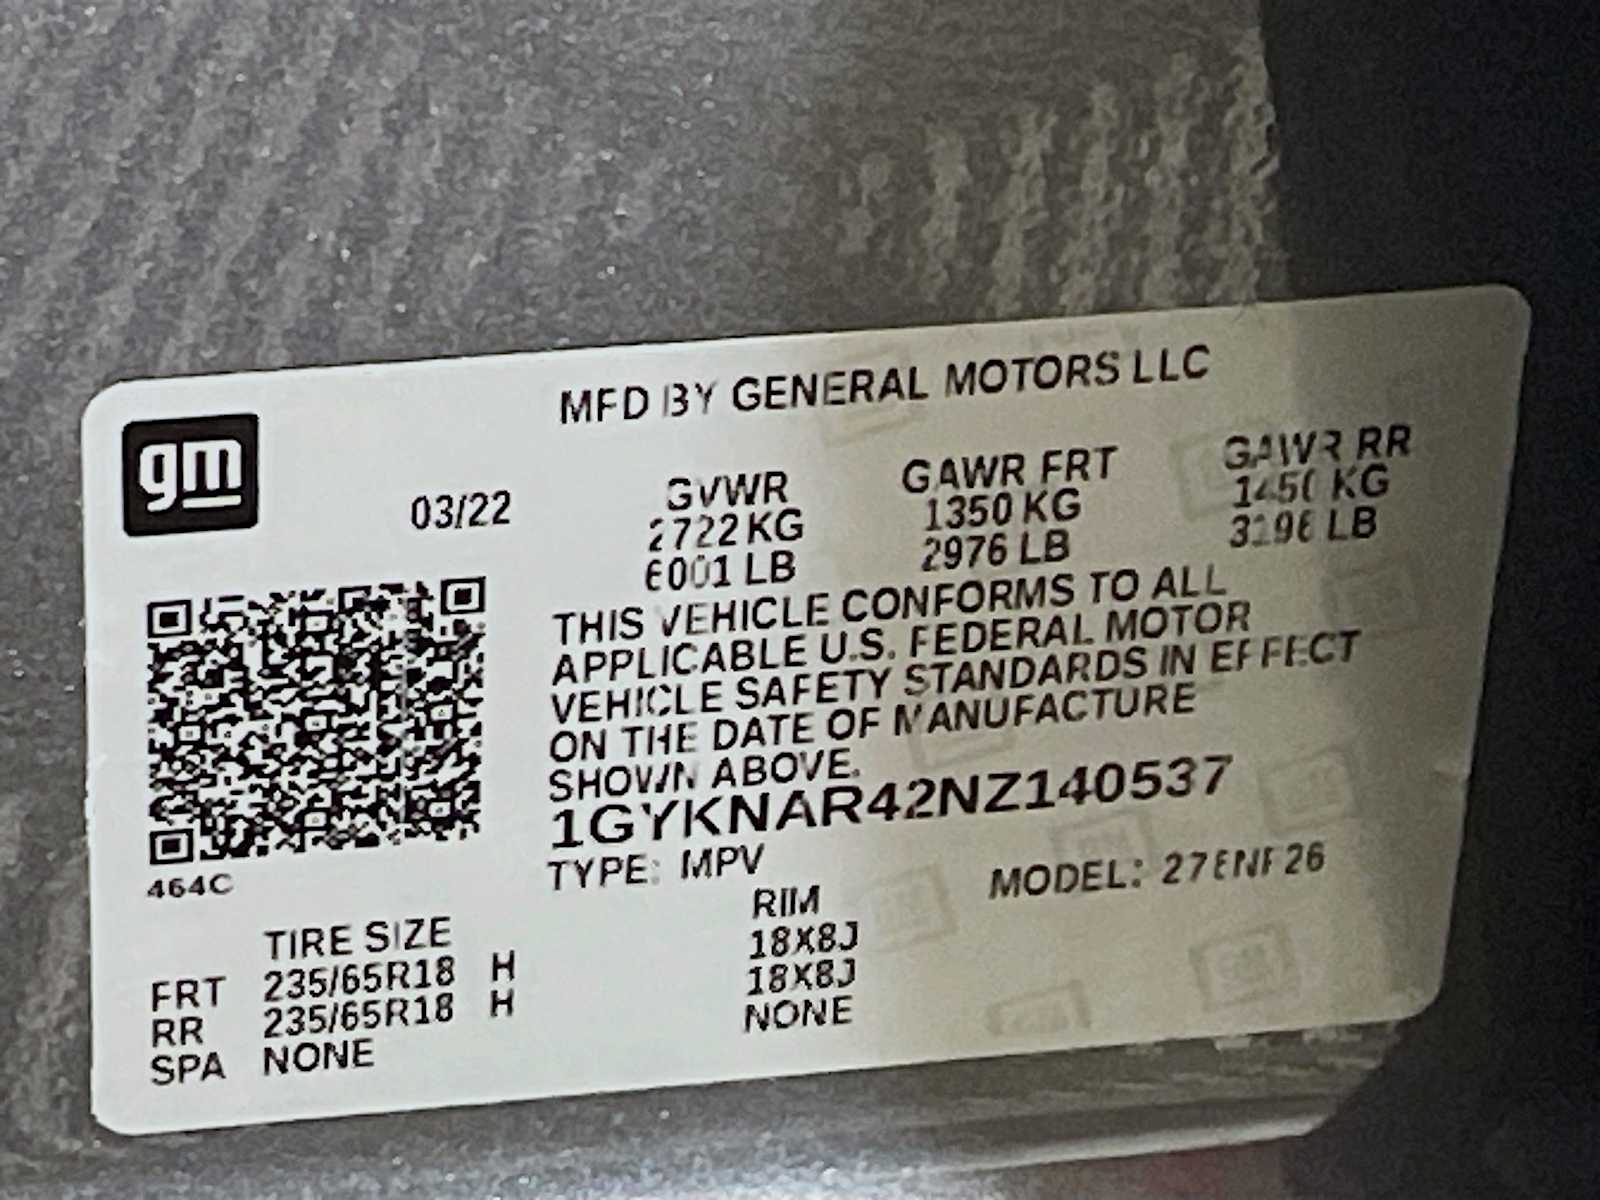 MFD BY GENERAL MOTORS LLC
gm
03/22
GVWR GAWR FRT GAWR RR
2722 KG 1350 KG 1450 KG
6001 LB 2976 LB 3196 LB
THIS VEHICLE CONFORMS TO ALL
APPLICABLE U.S. FEDERAL MOTOR
VEHICLE SAFETY STANDARDS IN EFFECT
ON THE DATE OF MANUFACTURE
SHOWN ABOVE.
1GYKNAR42NZ140537
464C
TYPE: MPV MODEL: 276NF26
TIRE SIZE RIM
FRT 235/65R18 H 18X8J
RR 235/65R18 H 18X8J
SPA NONE NONE